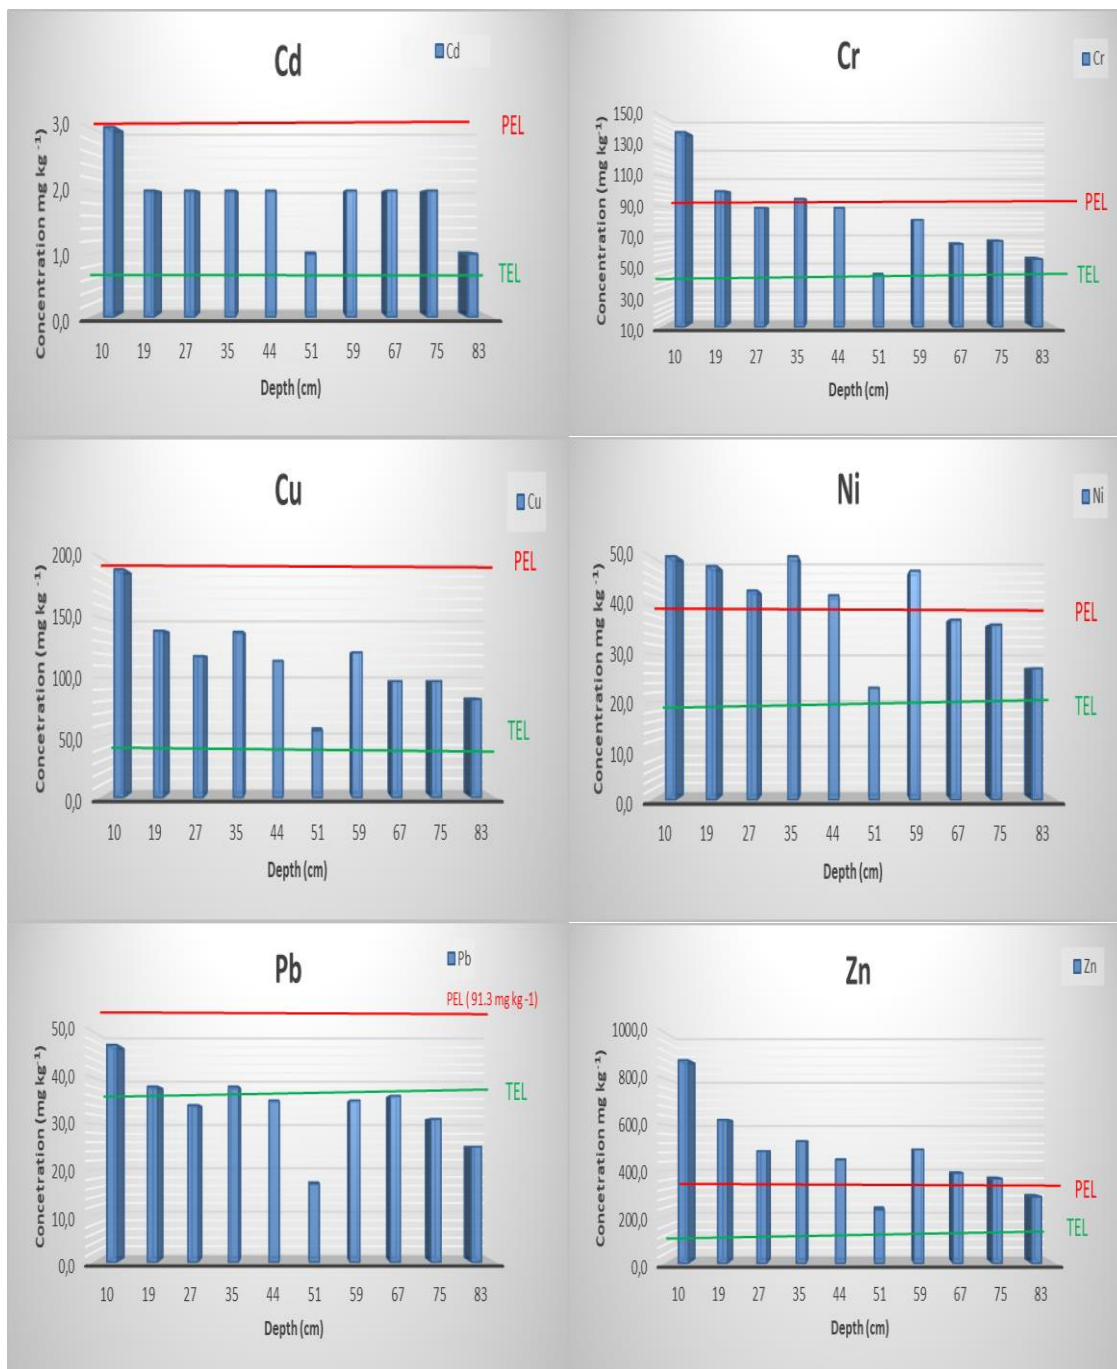 Cd
Cd
3,0
2,0
1,0
0,0
Concentration mg kg -1)
PEL
TEL
10 19 27 35 44 51 59 67 75 83
Depth (cm)
Cr
Cr
150,0
130,0
110,0
90,0
70,0
50,0
30,0
10,0
Concentration (mg kg-1)
PEL
TEL
10 19 27 35 44 51 59 67 75 83
Depth (cm)
Cu
Cu
200,0
150,0
100,0
50,0
0,0
Concetration (mg kg -1)
PEL
TEL
10 19 27 35 44 51 59 67 75 83
Depth (cm)
Ni
Ni
50,0
40,0
30,0
20,0
10,0
0,0
Concentration mg kg -1)
PEL
TEL
10 19 27 35 44 51 59 67 75 83
Depth (cm)
Pb
Pb
PEL ( 91.3 mg kg -1)
50,0
40,0
30,0
20,0
10,0
0,0
Concetration (mg kg-1)
TEL
10 19 27 35 44 51 59 67 75 83
Depth (cm)
Zn
Zn
1000,0
800,0
600,0
400,0
200,0
0,0
Concentration mg kg-1)
PEL
TEL
10 19 27 35 44 51 59 67 75 83
Depth (cm)